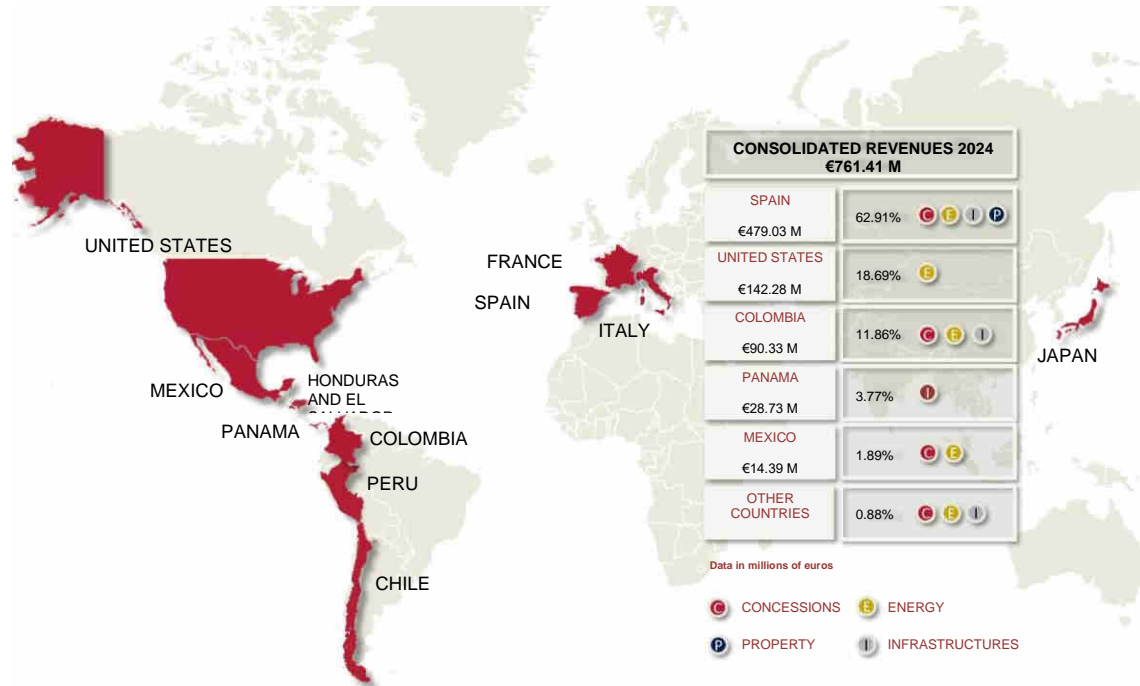 UNITED STATES
MEXICO
HONDURAS
AND EL
SALVADOR
PANAMA
COLOMBIA
PERU
CHILE
FRANCE
SPAIN
ITALY
JAPAN
CONSOLIDATED REVENUES 2024
€761.41 M
SPAIN
€479.03 M
62.91% C E I P
UNITED STATES
€142.28 M
18.69% E
COLOMBIA
€90.33 M
11.86% C E I
PANAMA
€28.73 M
3.77% I
MEXICO
€14.39 M
1.89% C E
OTHER
COUNTRIES
0.88% C E I
Data in millions of euros
C CONCESSIONS E ENERGY
P PROPERTY I INFRASTRUCTURES